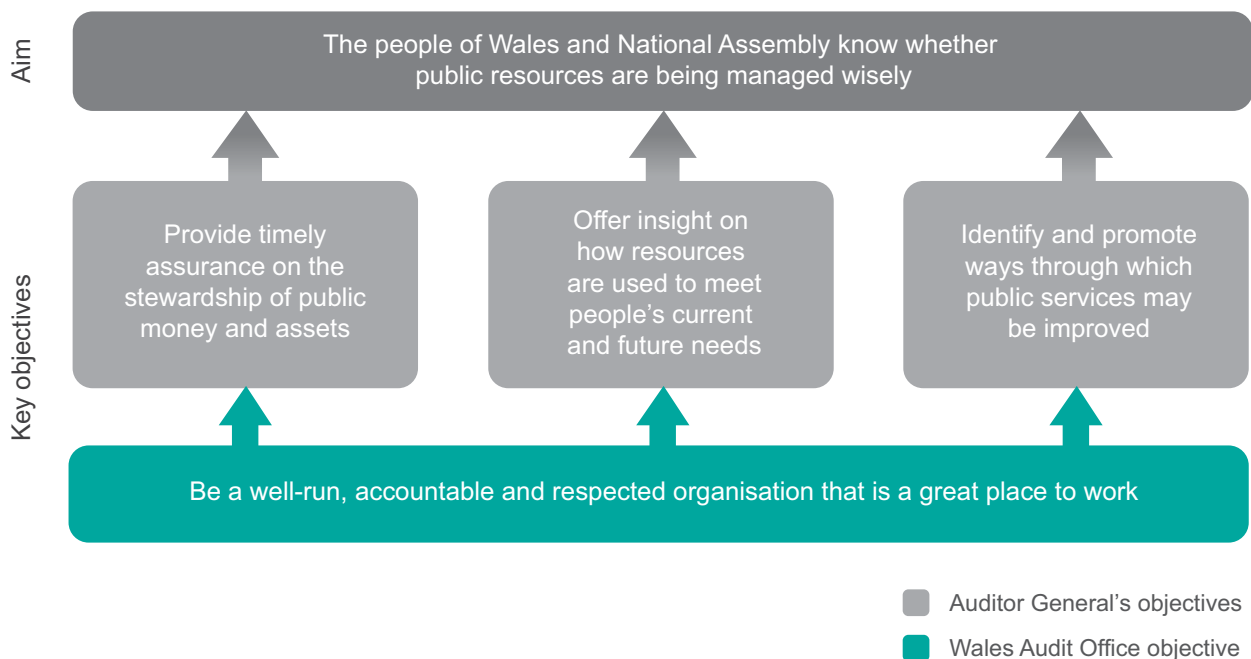 Aim
The people of Wales and National Assembly know whether
public resources are being managed wisely
Key objectives
Provide timely
assurance on the
stewardship of public
money and assets
Offer insight on
how resources
are used to meet
people’s current
and future needs
Identify and promote
ways through which
public services may
be improved
Be a well-run, accountable and respected organisation that is a great place to work
Auditor General’s objectives
Wales Audit Office objective